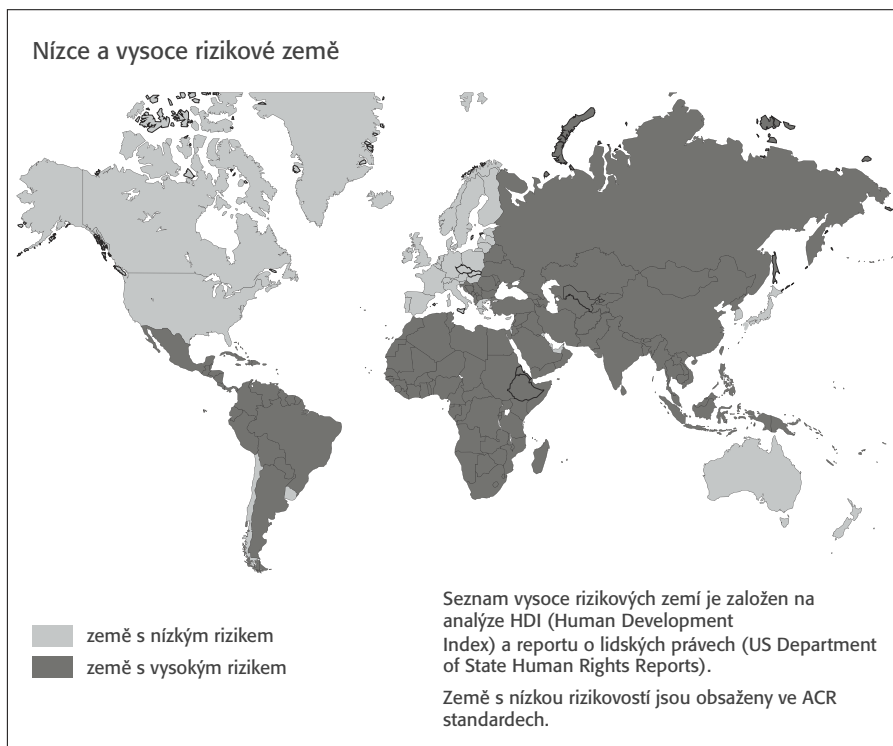 Nízce a vysoce rizikové země
země s nízkým rizikem
země s vysokým rizikem
Seznam vysoce rizikových zemí je založen na
analýze HDI (Human Development
Index) a reportu o lidských právech (US Department
of State Human Rights Reports).
Země s nízkou rizikovostí jsou obsaženy ve ACR
standardech.